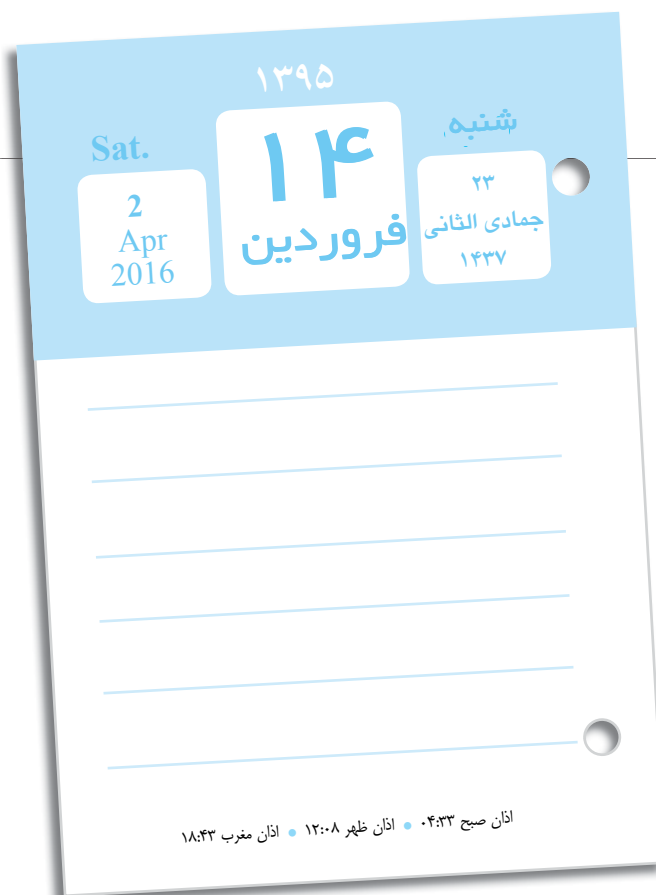 ۱۳۹۵
شنبه
۲۳
جمادی الثانی
۱۴۳۷
۱۴
فروردین
Sat.
2
Apr
2016
اذان صبح ۰۴:۳۳ • اذان ظهر ۱۲:۰۸ • اذان مغرب ۱۸:۴۳